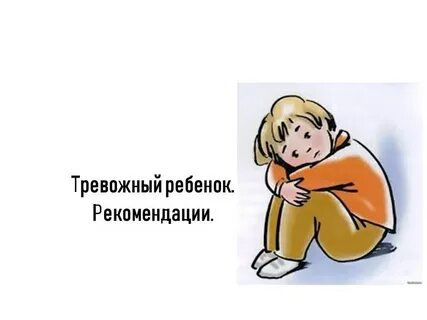 Тревожный ребенок.
Рекомендации.